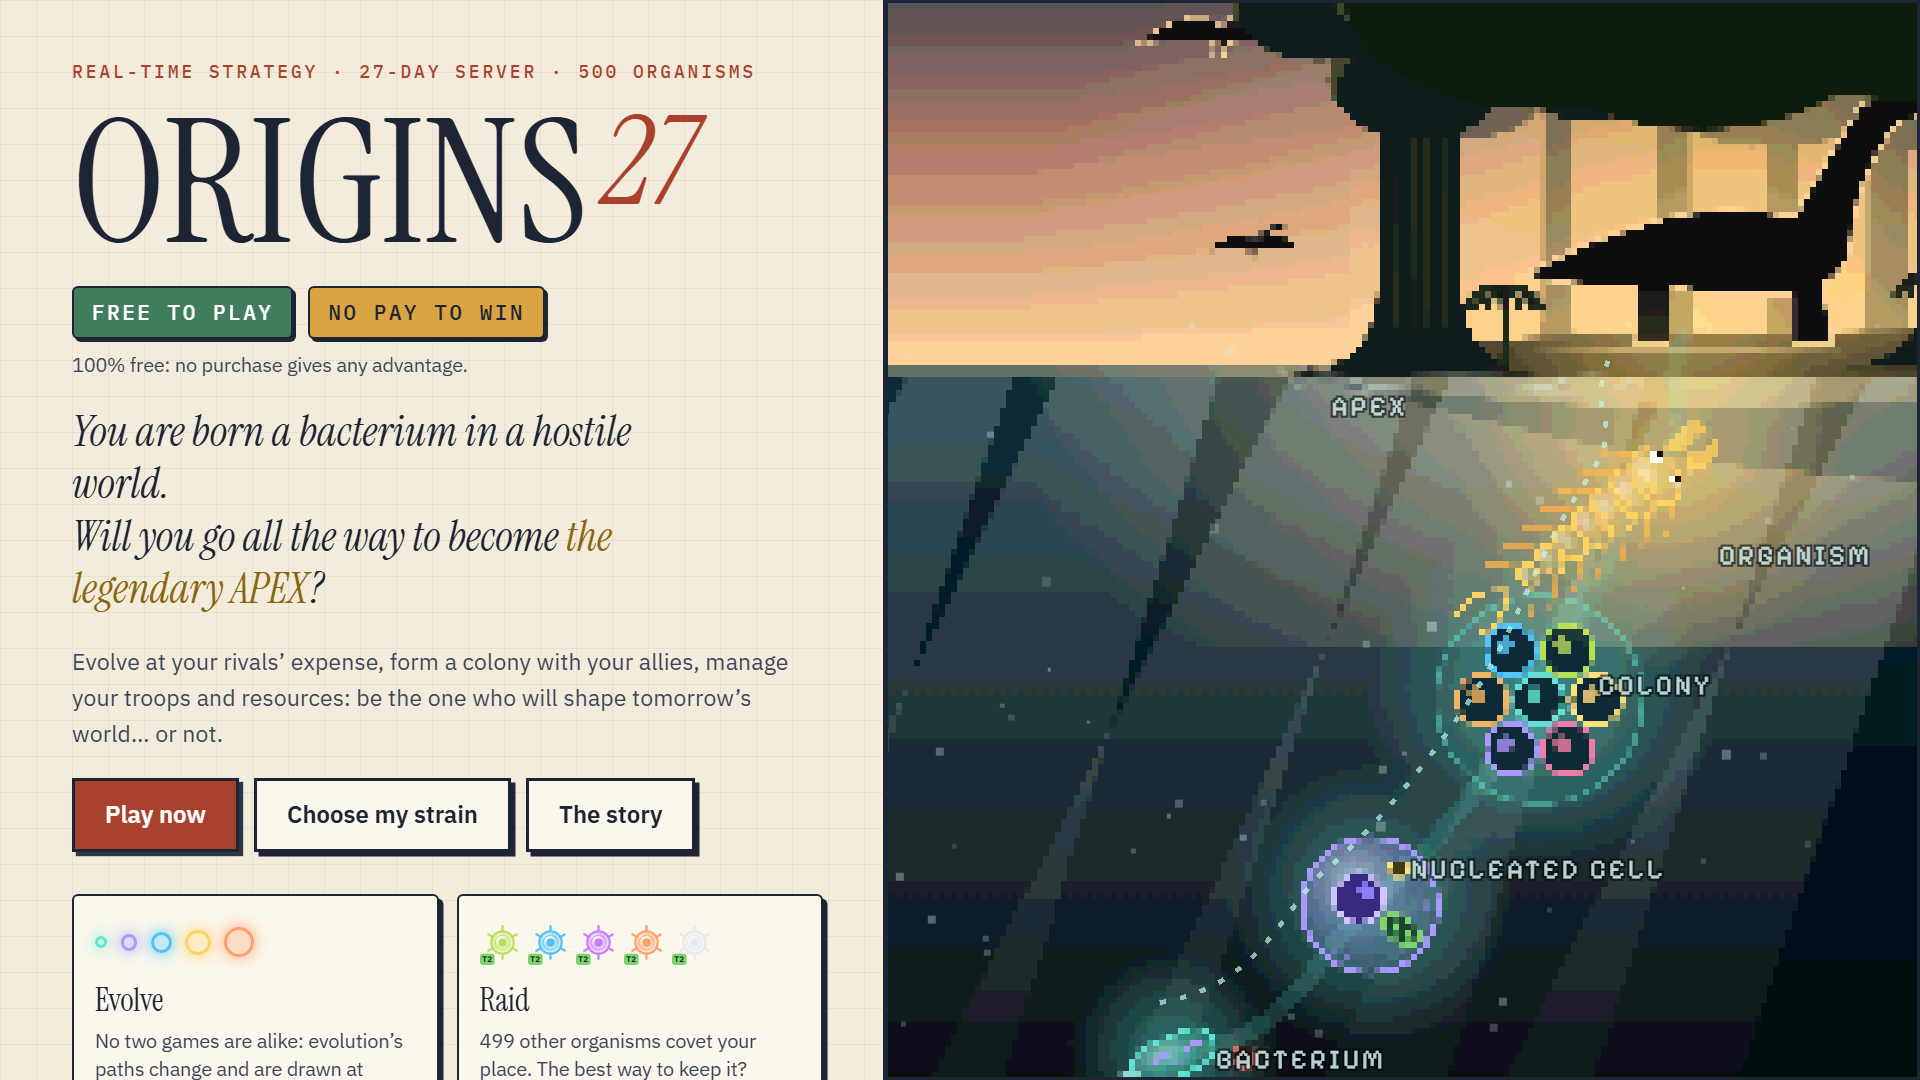 REAL-TIME STRATEGY · 27-DAY SERVER · 500 ORGANISMS
ORIGINS 27
FREE TO PLAY
NO PAY TO WIN
100% free: no purchase gives any advantage.
You are born a bacterium in a hostile
world.
Will you go all the way to become the
legendary APEX?
Evolve at your rivals’ expense, form a colony with your allies, manage
your troops and resources: be the one who will shape tomorrow’s
world... or not.
Play now
Choose my strain
The story
Evolve
No two games are alike: evolution’s
paths change and are drawn at
T2 T2 T2 T2 T2
Raid
499 other organisms covet your
place. The best way to keep it?
APEX
ORGANISM
COLONY
NUCLEATED CELL
BACTERIUM